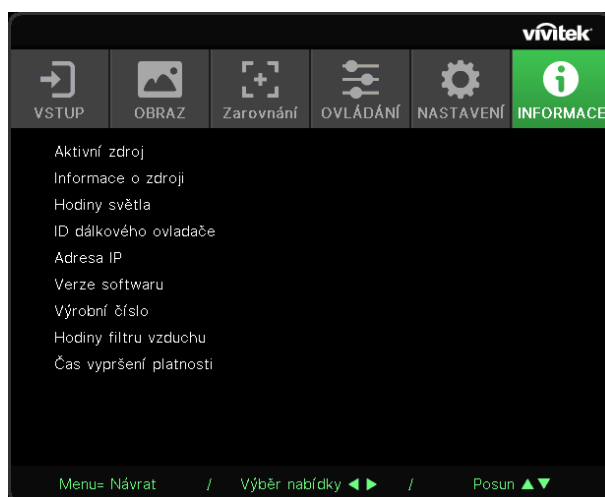 vivitek
VSTUP OBRAZ Zarovnání OVLÁDÁNÍ NASTAVENÍ INFORMACE
Aktivní zdroj
Informace o zdroji
Hodiny světla
ID dálkového ovladače
Adresa IP
Verze softwaru
Výrobní číslo
Hodiny filtru vzduchu
Čas vypršení platnosti
Menu= Návrat / Výběr nabídky ◀ ▶ / Posun ▲▼